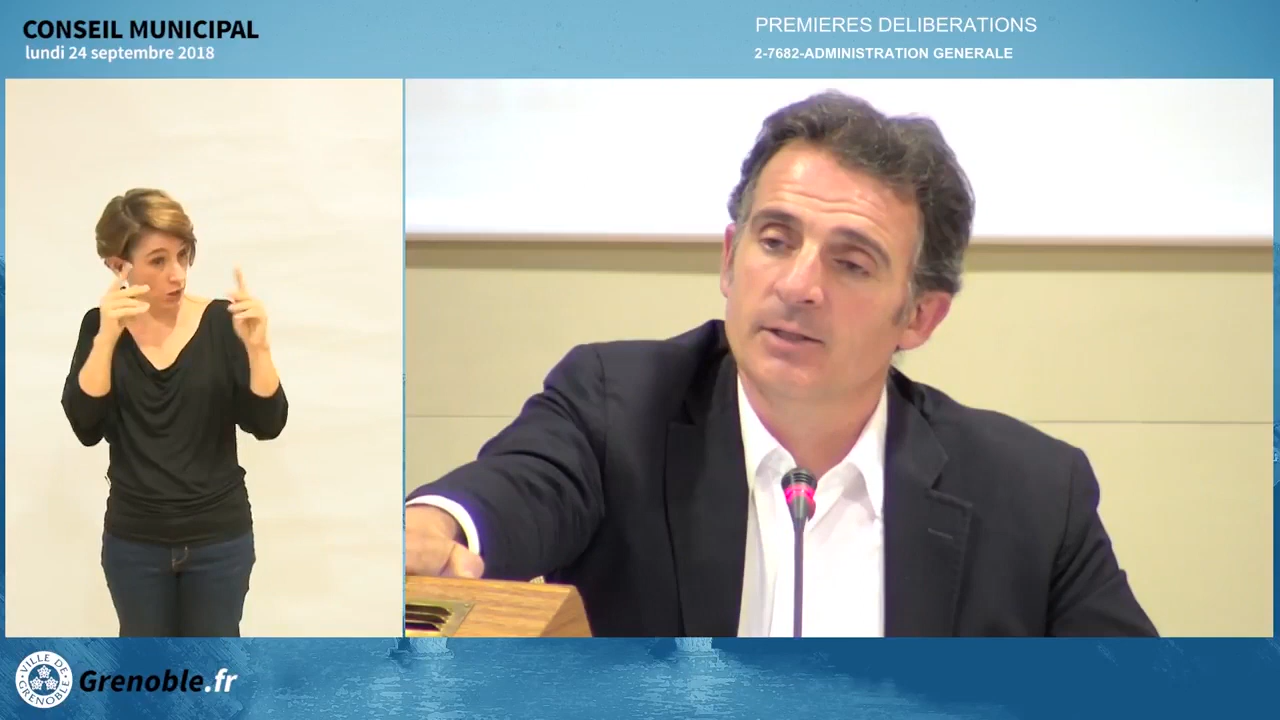 CONSEIL MUNICIPAL
lundi 24 septembre 2018
PREMIERES DELIBERATIONS
2-7682-ADMINISTRATION GENERALE
VILLE DE GRENOBLE
Grenoble.fr